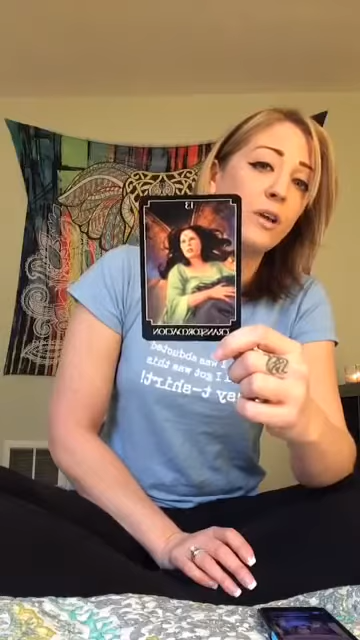 13
TRANSFORMACION
I was abducted
I got was this
t-shirt!